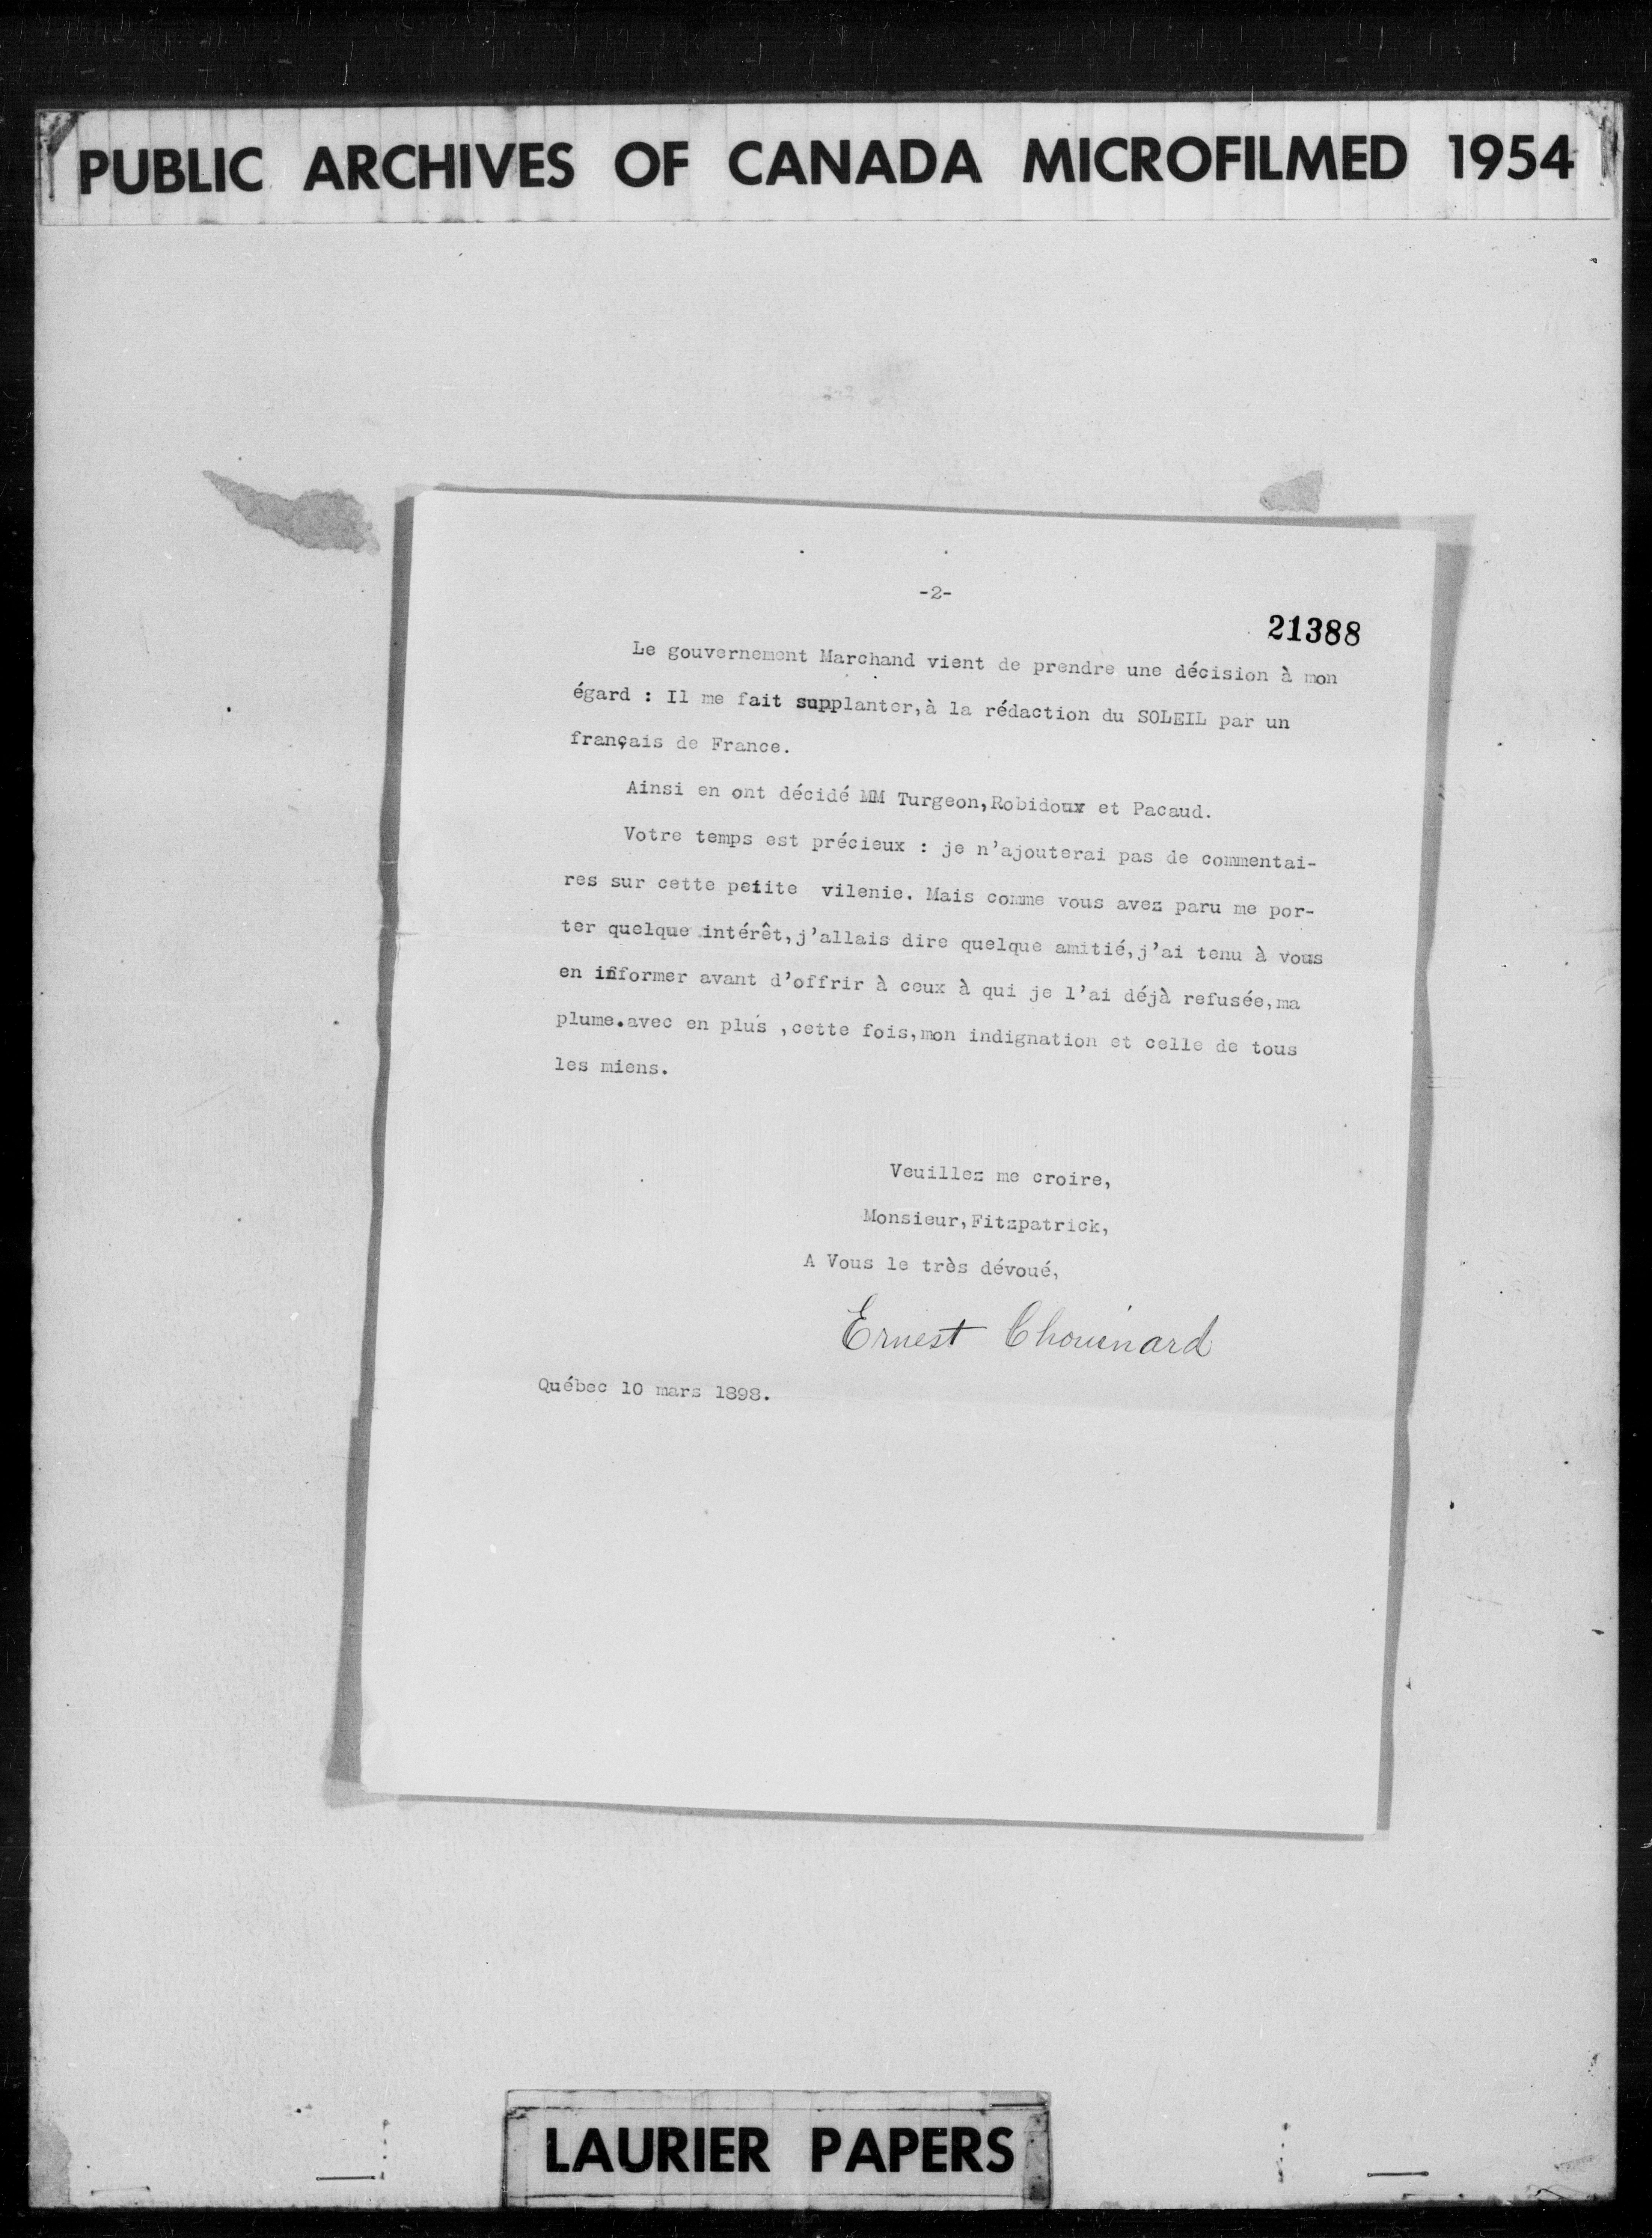 PUBLIC ARCHIVES OF CANADA MICROFILMED 1954
-2-
21388
Le gouvernement Marchand vient de prendre une décision à mon
égard : Il me fait supplanter,à la rédaction du SOLEIL par un
français de France.
Ainsi en ont décidé MM Turgeon,Robidoux et Pacaud.
Votre temps est précieux : je n'ajouterai pas de commentai-
res sur cette petite vilenie. Mais comme vous avez paru me por-
ter quelque intérêt,j'allais dire quelque amitié,j'ai tenu à vous
en informer avant d'offrir à ceux à qui je l'ai déjà refusée,ma
plume.avec en plus ,cette fois,mon indignation et celle de tous
les miens.
Veuillez me croire,
Monsieur,Fitzpatrick,
A Vous le très dévoué,
Ernest Chouinard
Québec 10 mars 1898.
LAURIER PAPERS